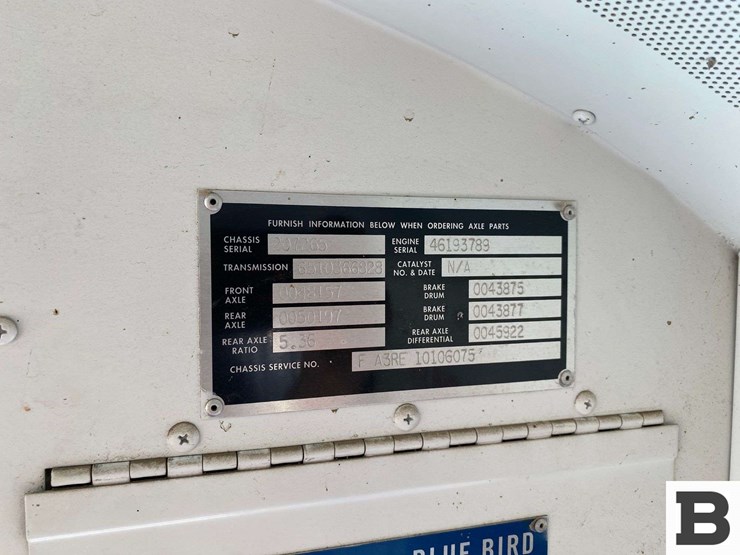 FURNISH INFORMATION BELOW WHEN ORDERING AXLE PARTS
CHASSIS SERIAL
ENGINE SERIAL 46193789
TRANSMISSION
CATALYST NO. & DATE N/A
FRONT AXLE
BRAKE DRUM 0043875
REAR AXLE
BRAKE DRUM 0043877
REAR AXLE RATIO 5.38
REAR AXLE DIFFERENTIAL 0045922
CHASSIS SERVICE NO. F A3RE 10106075
BLUE BIRD
B